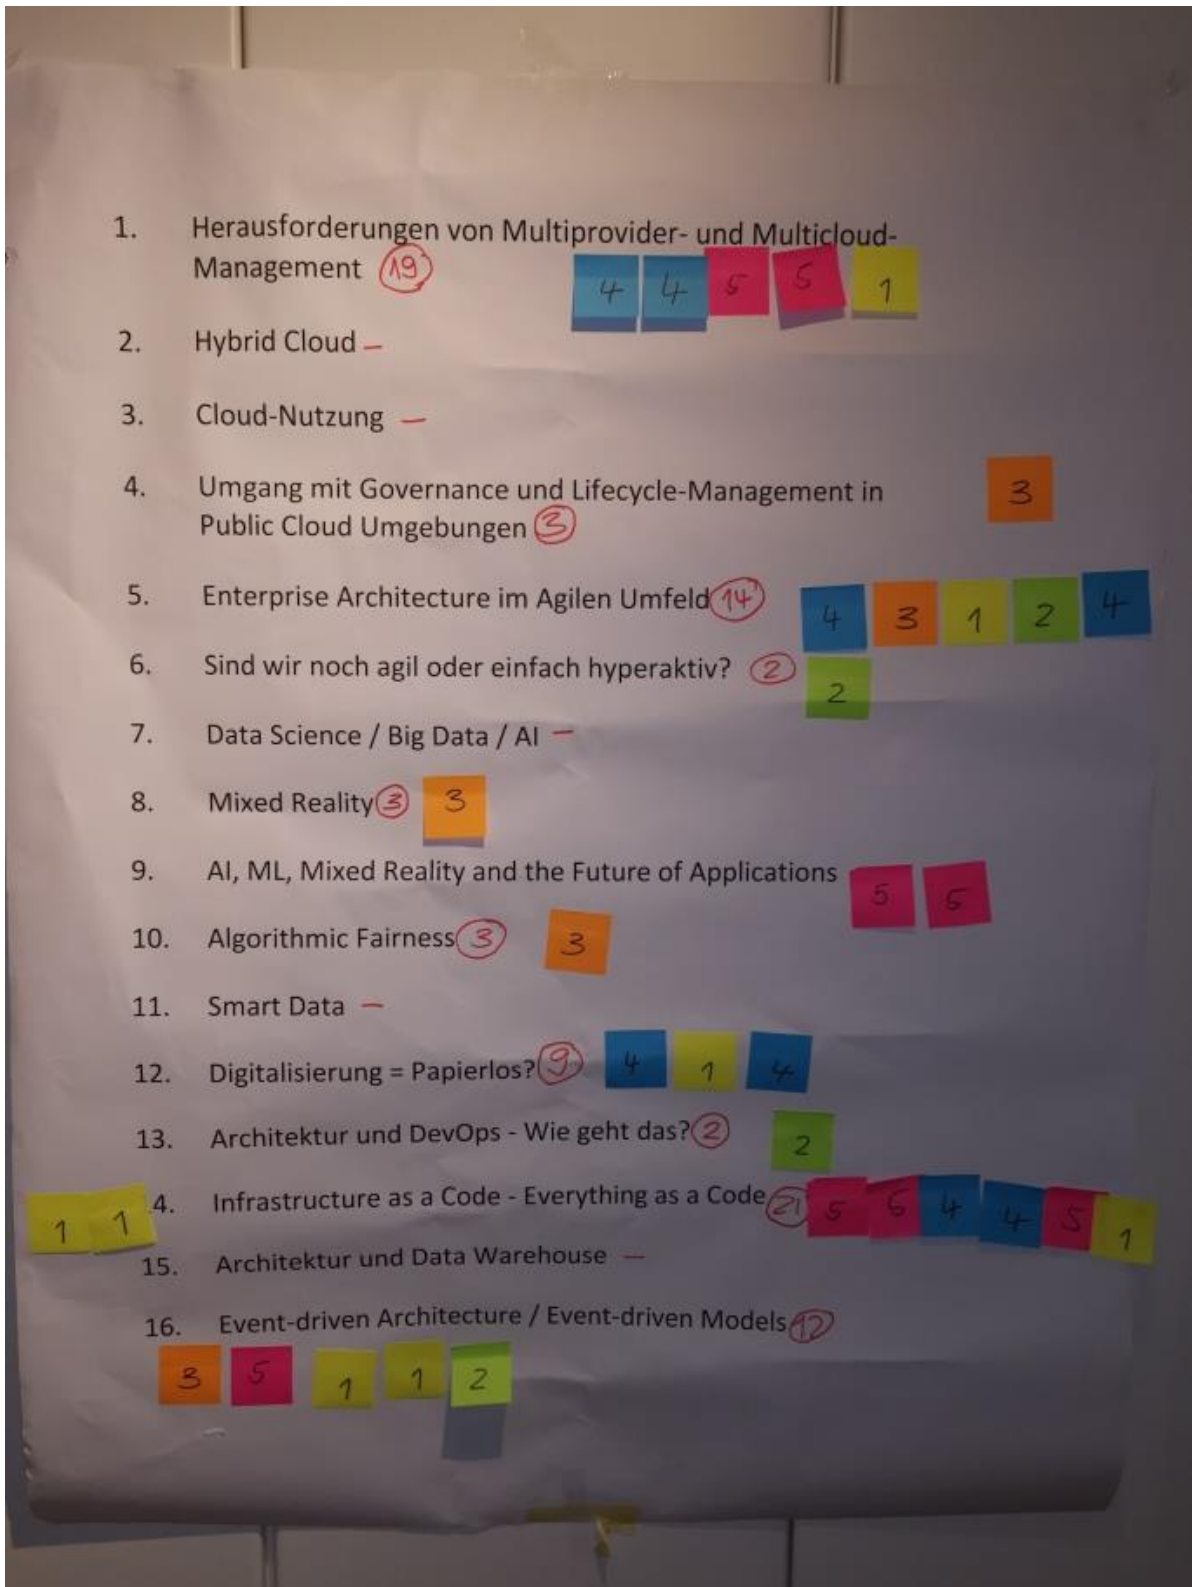 1. Herausforderungen von Multiprovider- und Multicloud-
Management 19
4 4 5 5 1
2. Hybrid Cloud –
3. Cloud-Nutzung –
4. Umgang mit Governance und Lifecycle-Management in
Public Cloud Umgebungen 3
3
5. Enterprise Architecture im Agilen Umfeld 14 4 3 1 2 4
6. Sind wir noch agil oder einfach hyperaktiv? 2 2
7. Data Science / Big Data / AI –
8. Mixed Reality 3 3
9. AI, ML, Mixed Reality and the Future of Applications 5 5
10. Algorithmic Fairness 3 3
11. Smart Data –
12. Digitalisierung = Papierlos? 9 4 1 4
13. Architektur und DevOps - Wie geht das? 2 2
1 1 4. Infrastructure as a Code - Everything as a Code 21 5 5 4 4 5 1
15. Architektur und Data Warehouse –
16. Event-driven Architecture / Event-driven Models 12
3 5 1 1 2